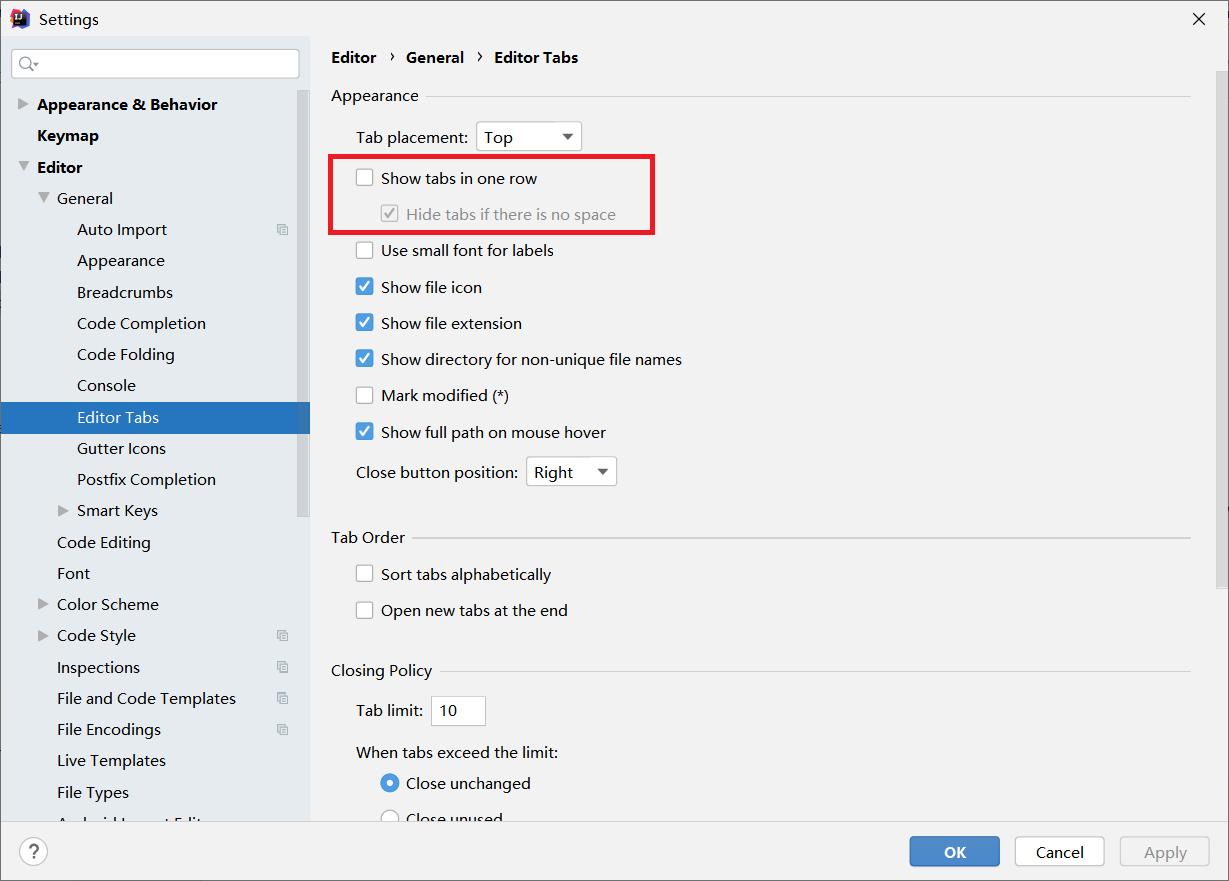 Settings
Appearance & Behavior
Keymap
Editor
General
Auto Import
Appearance
Breadcrumbs
Code Completion
Code Folding
Console
Editor Tabs
Gutter Icons
Postfix Completion
Smart Keys
Code Editing
Font
Color Scheme
Code Style
Inspections
File and Code Templates
File Encodings
Live Templates
File Types
Editor › General › Editor Tabs
Appearance
Tab placement: Top
Show tabs in one row
Hide tabs if there is no space
Use small font for labels
Show file icon
Show file extension
Show directory for non-unique file names
Mark modified (*)
Show full path on mouse hover
Close button position: Right
Tab Order
Sort tabs alphabetically
Open new tabs at the end
Closing Policy
Tab limit: 10
When tabs exceed the limit:
Close unchanged
Close unused
?
OK
Cancel
Apply